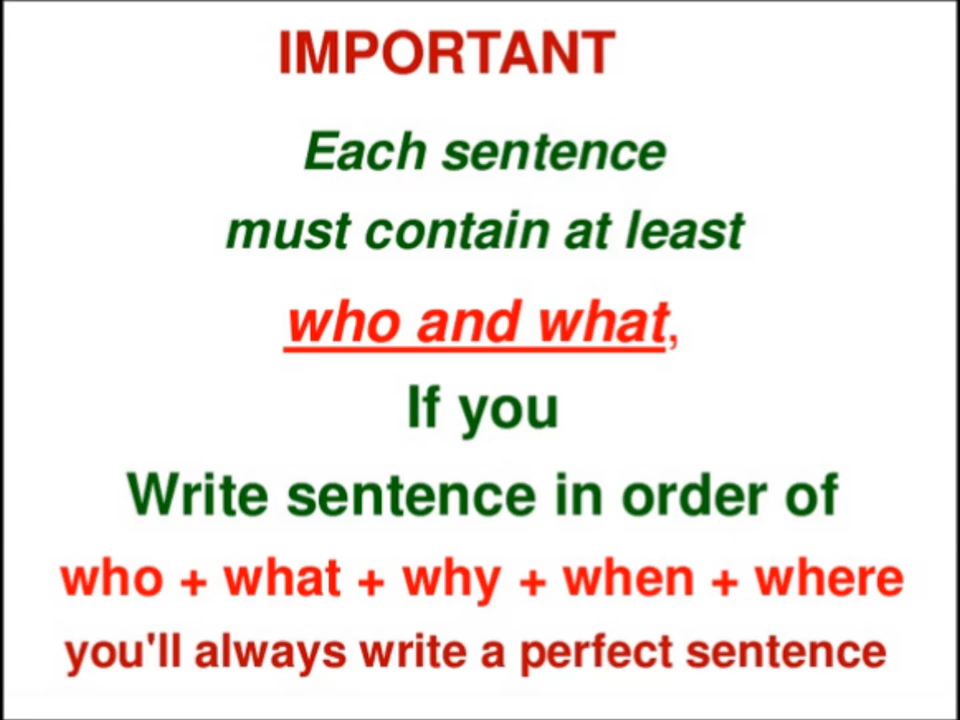 IMPORTANT
Each sentence
must contain at least
who and what,
If you
Write sentence in order of
who + what + why + when + where
you'll always write a perfect sentence